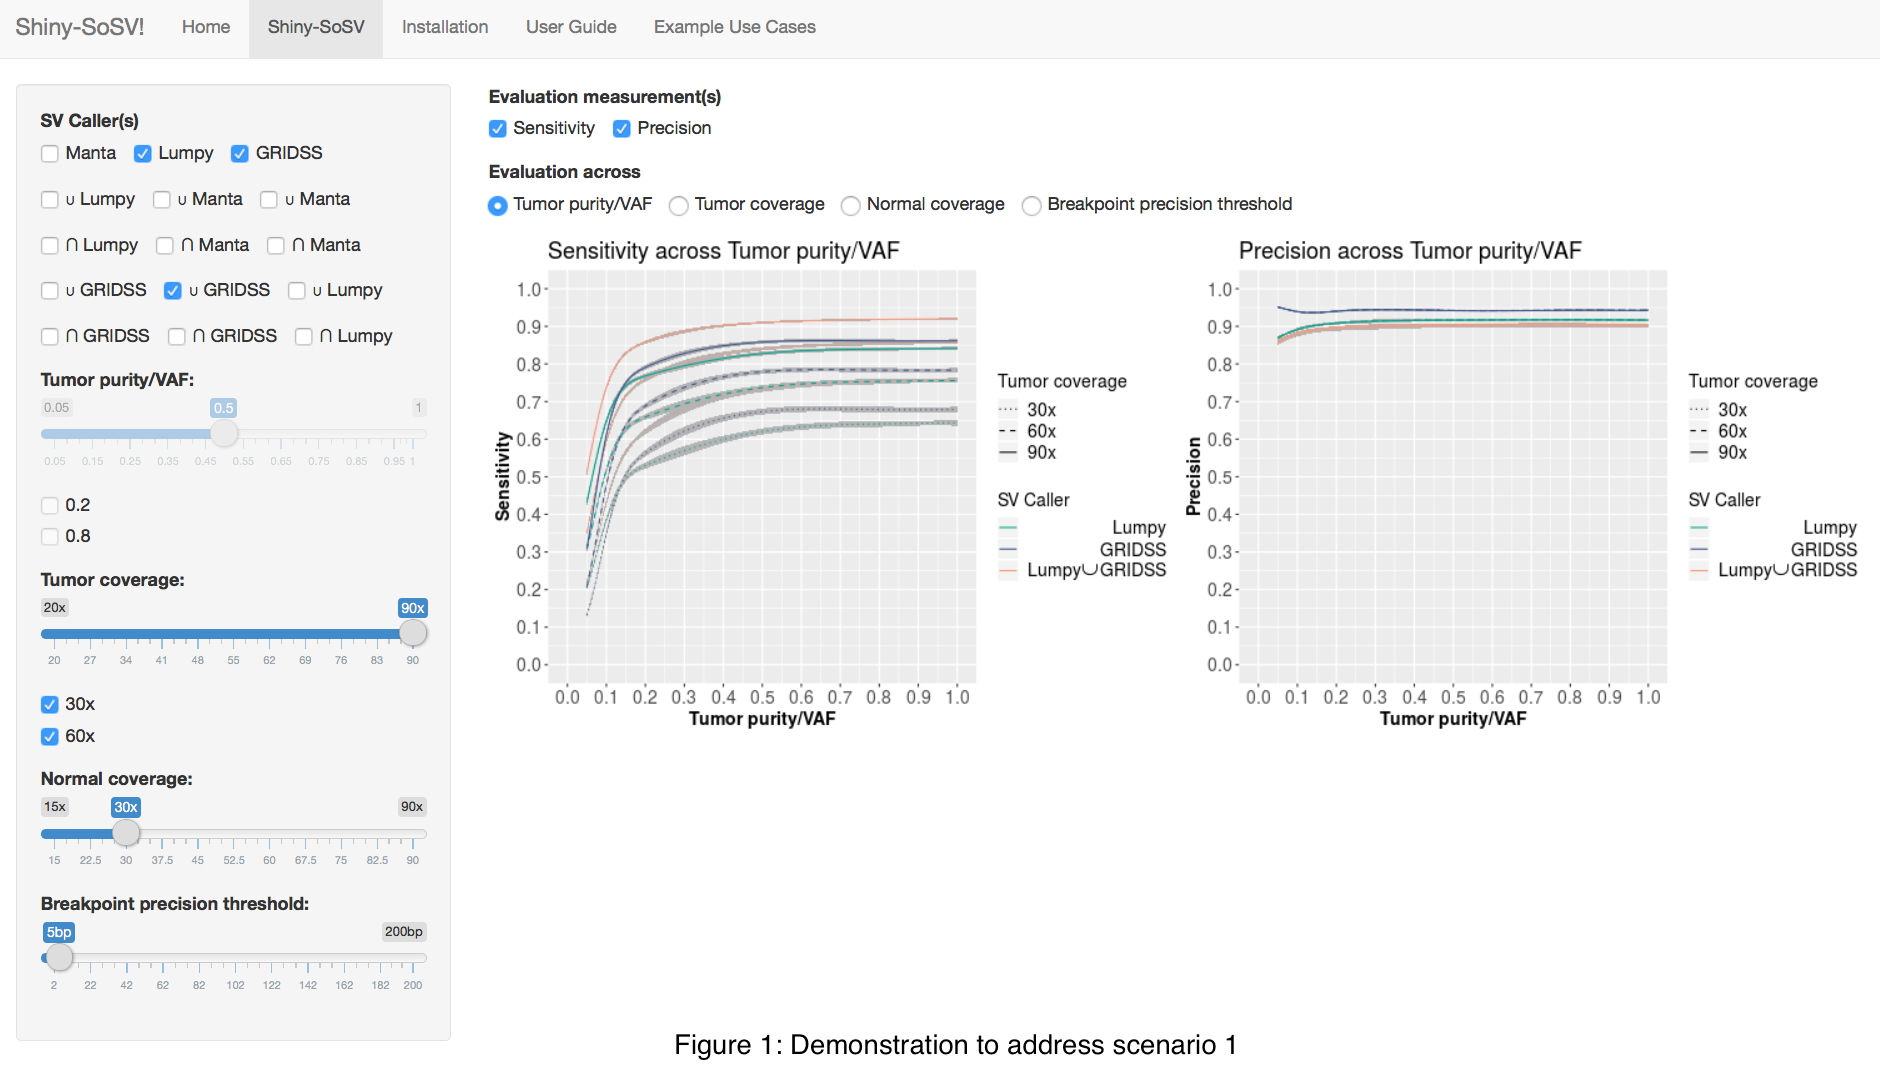 Shiny-SoSV! Home Shiny-SoSV Installation User Guide Example Use Cases
SV Caller(s)
Manta Lumpy GRIDSS
∪ Lumpy ∪ Manta ∪ Manta
∩ Lumpy ∩ Manta ∩ Manta
∪ GRIDSS ∪ GRIDSS ∪ Lumpy
∩ GRIDSS ∩ GRIDSS ∩ Lumpy
Tumor purity/VAF:
0.05 0.5 1
0.05 0.15 0.25 0.35 0.45 0.55 0.65 0.75 0.85 0.95 1
0.2
0.8
Tumor coverage:
20x 90x
20 27 34 41 48 55 62 69 76 83 90
30x
60x
Normal coverage:
15x 30x 90x
15 22.5 30 37.5 45 52.5 60 67.5 75 82.5 90
Breakpoint precision threshold:
5bp 200bp
2 22 42 62 82 102 122 142 162 182 200
Evaluation measurement(s)
Sensitivity Precision
Evaluation across
Tumor purity/VAF Tumor coverage Normal coverage Breakpoint precision threshold
Sensitivity across Tumor purity/VAF
1.0
0.9
0.8
0.7
0.6
0.5
0.4
0.3
0.2
0.1
0.0
Sensitivity
0.0 0.1 0.2 0.3 0.4 0.5 0.6 0.7 0.8 0.9 1.0
Tumor purity/VAF
Tumor coverage
30x
60x
90x
SV Caller
Lumpy
GRIDSS
Lumpy∪GRIDSS
Precision across Tumor purity/VAF
1.0
0.9
0.8
0.7
0.6
0.5
0.4
0.3
0.2
0.1
0.0
Precision
0.0 0.1 0.2 0.3 0.4 0.5 0.6 0.7 0.8 0.9 1.0
Tumor purity/VAF
Tumor coverage
30x
60x
90x
SV Caller
Lumpy
GRIDSS
Lumpy∪GRIDSS
Figure 1: Demonstration to address scenario 1